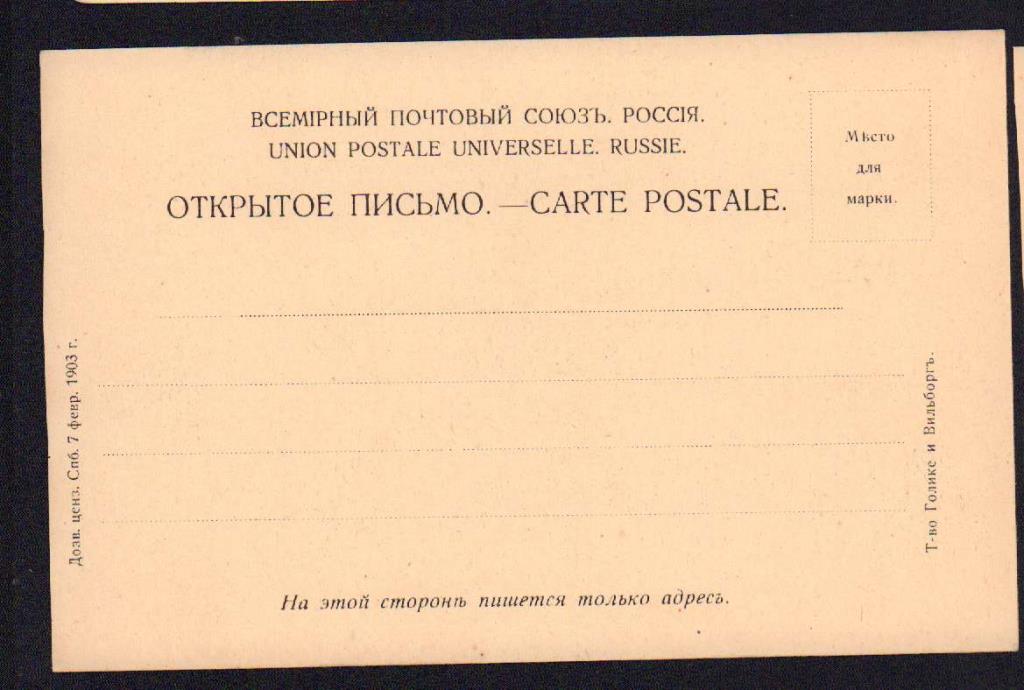 ВСЕМІРНЫЙ ПОЧТОВЫЙ СОЮЗЪ. РОССІЯ.
UNION POSTALE UNIVERSELLE. RUSSIE.
ОТКРЫТОЕ ПИСЬМО. — CARTE POSTALE.
Мѣсто
для
марки.
Дозв. ценз. Спб. 7 февр. 1903 г.
Т-во Голике и Вильборгъ.
На этой сторонѣ пишется только адресъ.